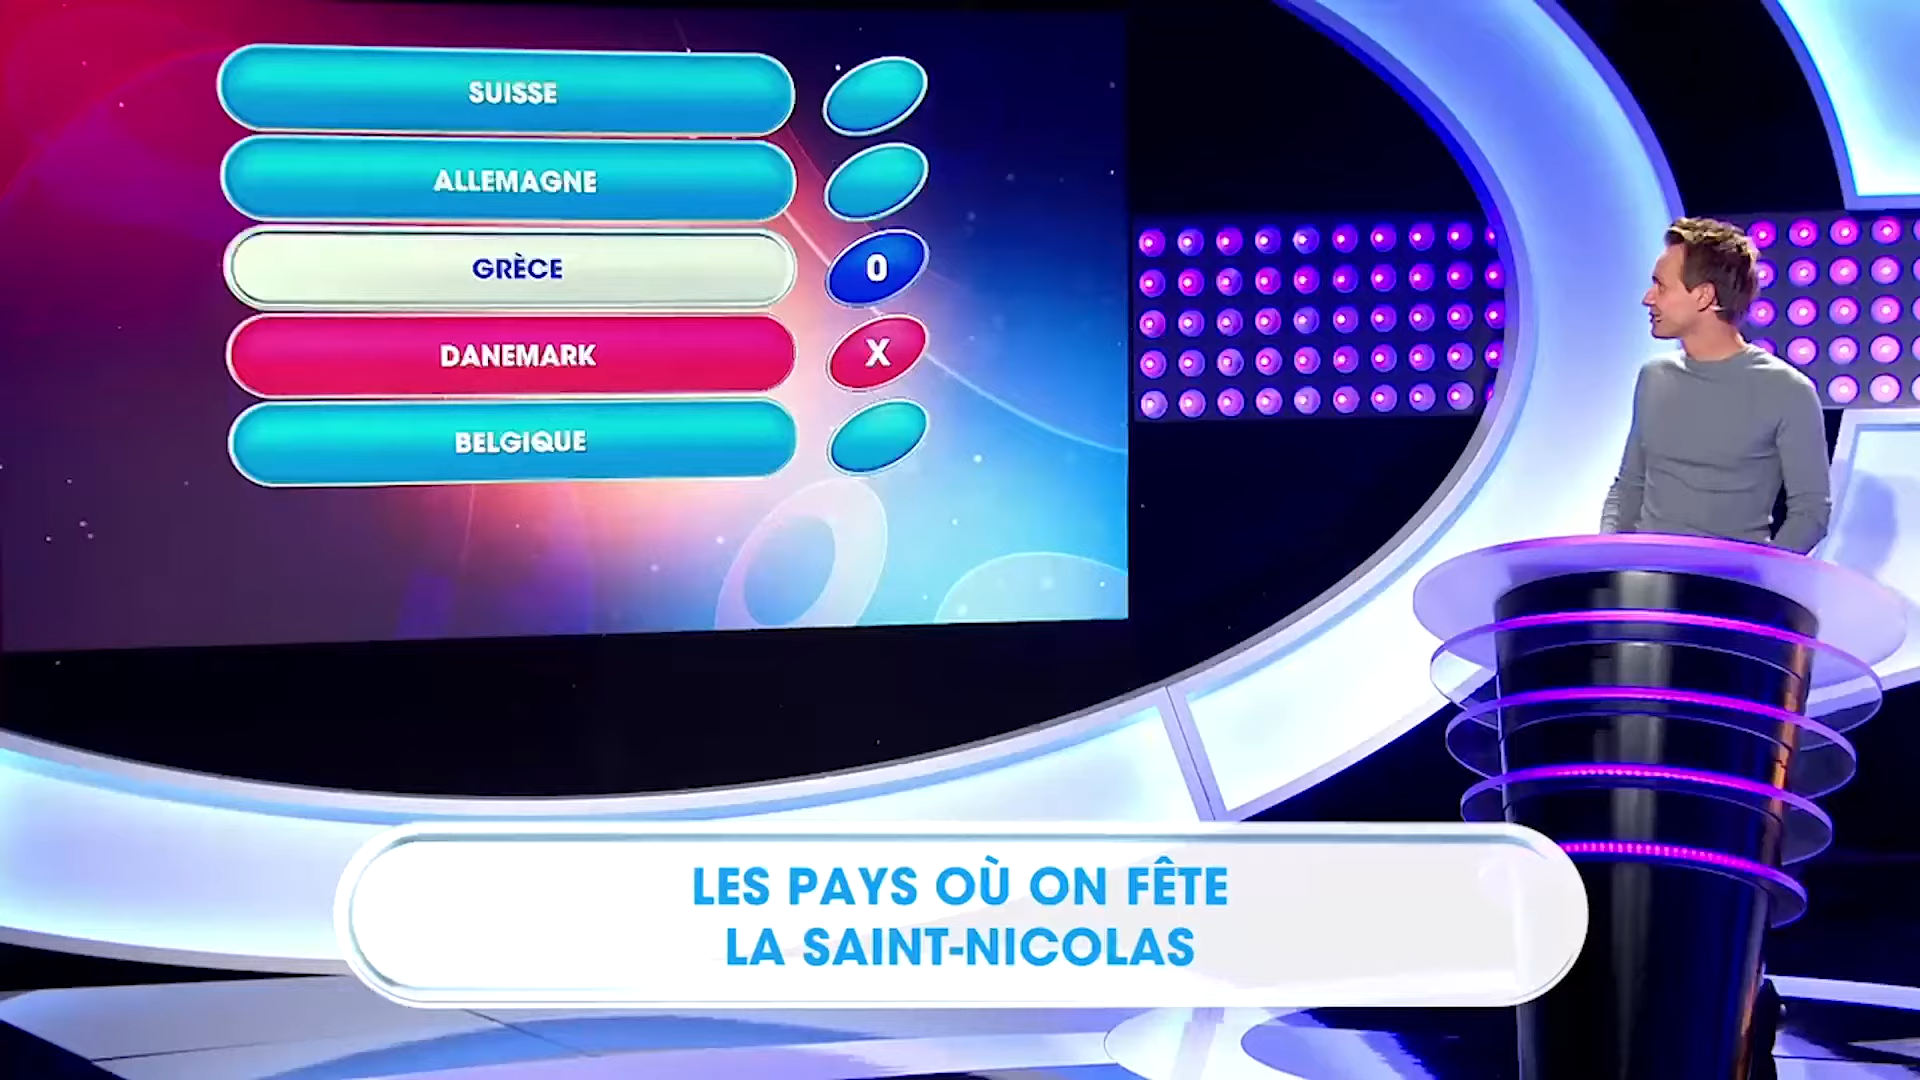 SUISSE
ALLEMAGNE
GRÈCE 0
DANEMARK X
BELGIQUE
LES PAYS OÙ ON FÊTE
LA SAINT-NICOLAS